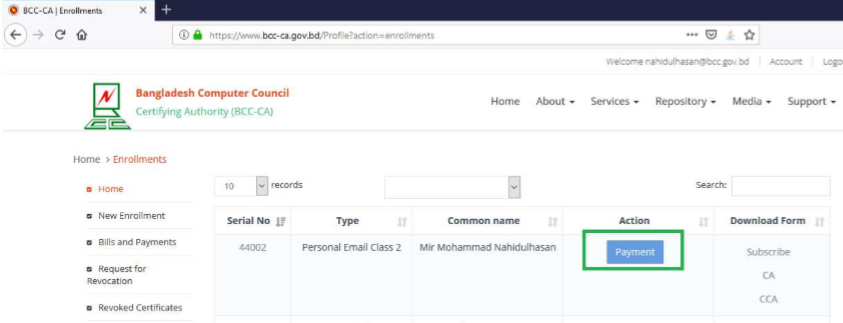 BCC-CA | Enrollments
https://www.bcc-ca.gov.bd/Profile?action=enrollments
Welcome nahidulhasan@bcc.gov.bd | Account | Logo
Bangladesh Computer Council
Certifying Authority (BCC-CA)
Home About Services Repository Media Support
Home > Enrollments
10 records Search:
Home
New Enrollment
Bills and Payments
Request for
Revocation
Revoked Certificates
Serial No Type Common name Action Download Form
44002 Personal Email Class 2 Mir Mohammad Nahidulhasan Payment Subscribe
CA
CCA